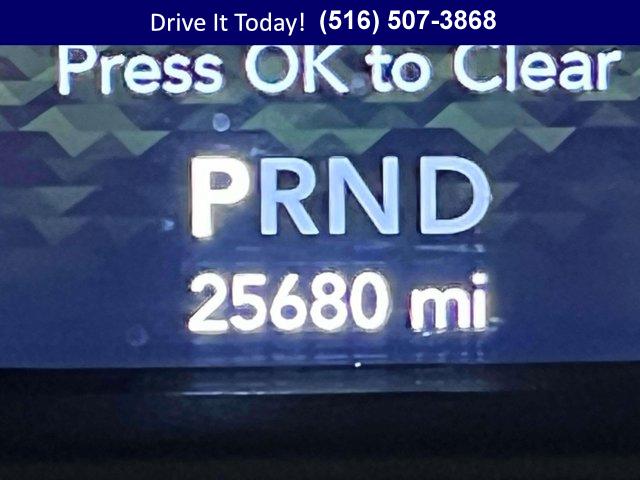 Drive It Today! (516) 507-3868
Press OK to Clear
PRND
25680 mi